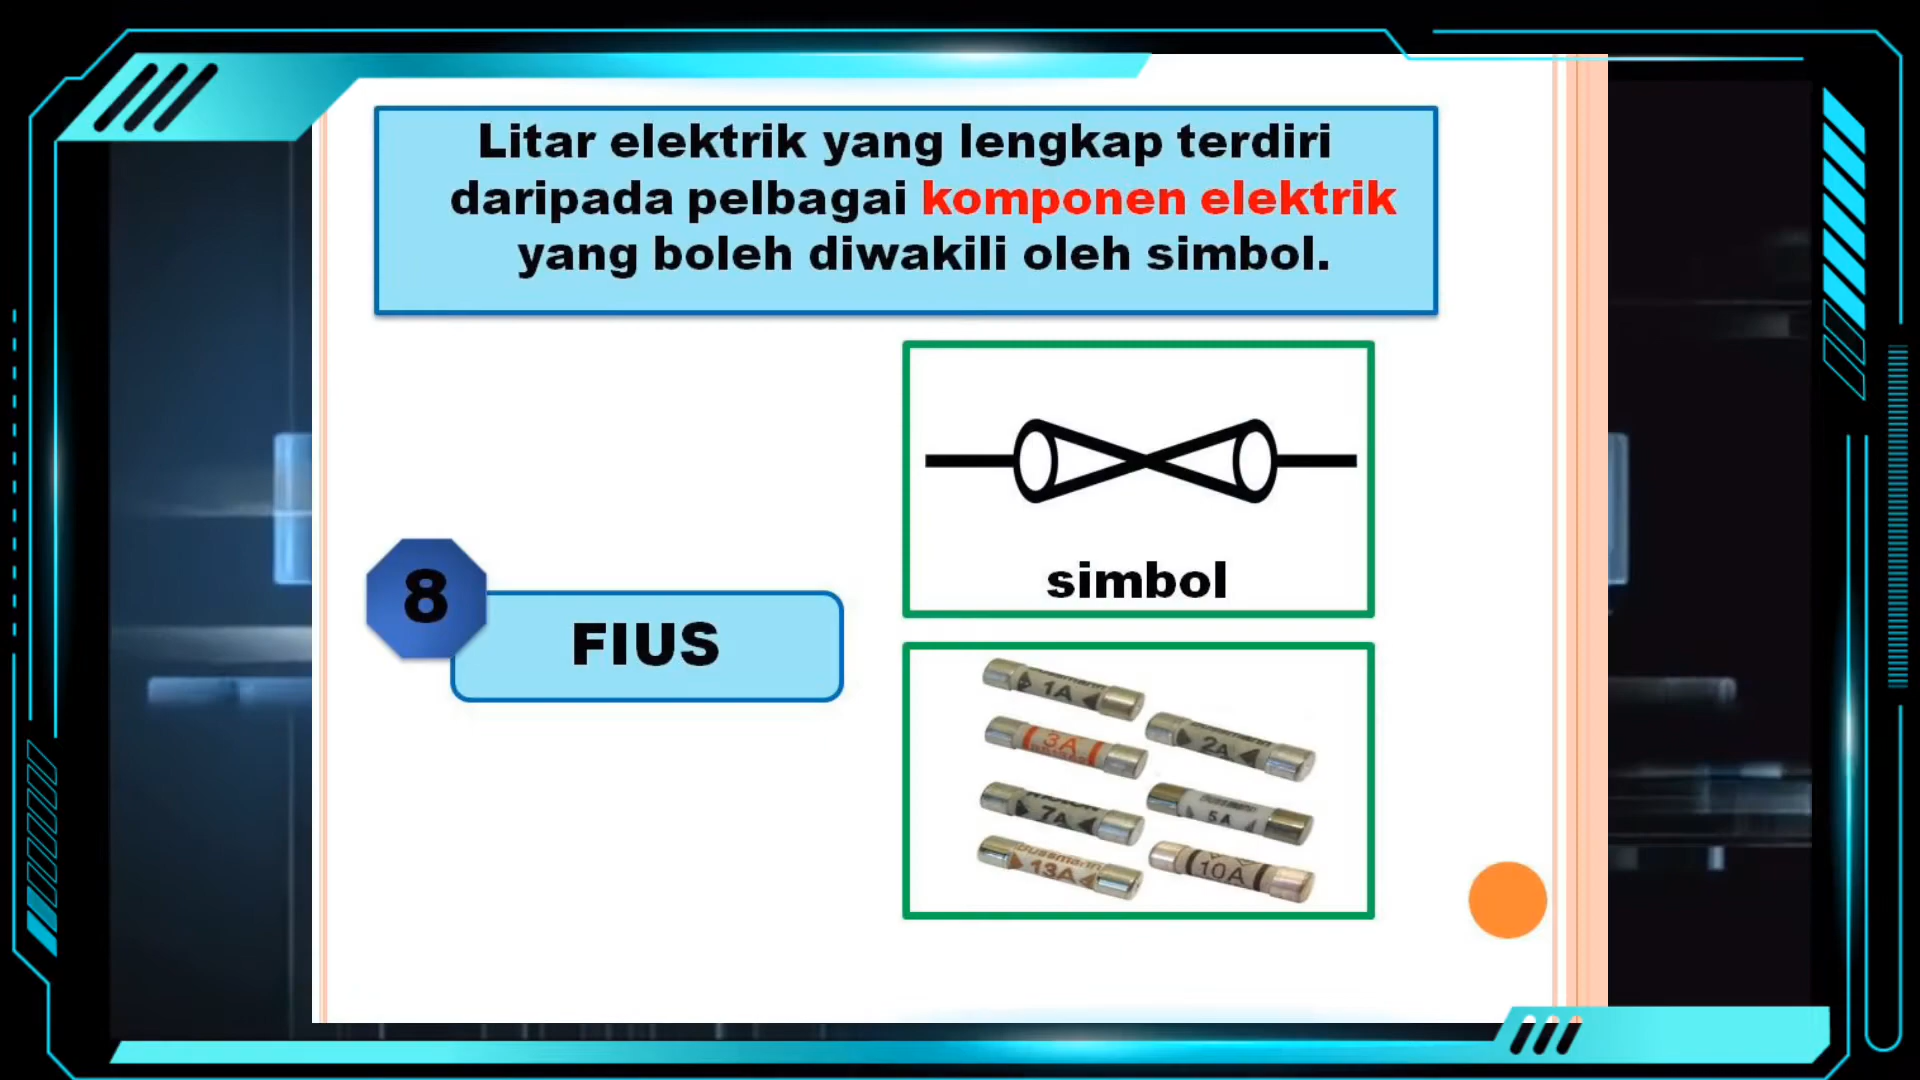 Litar elektrik yang lengkap terdiri
daripada pelbagai komponen elektrik
yang boleh diwakili oleh simbol.
simbol
8
FIUS
1A
3A
2A
7A
5A
Bussmann
13A
10A